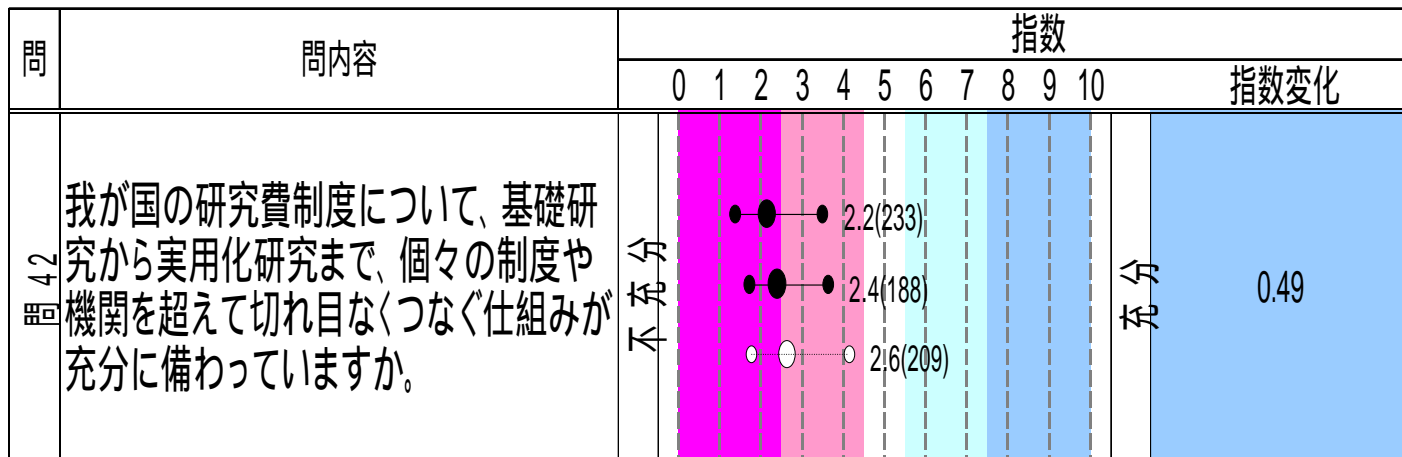 問
問内容
指数
0 1 2 3 4 5 6 7 8 9 10
指数変化
問42
我が国の研究費制度について、基礎研
究から実用化研究まで、個々の制度や
機関を超えて切れ目なくつなぐ仕組みが
充分に備わっていますか。
不充分
2.2(233)
2.4(188)
2.6(209)
充分
0.49